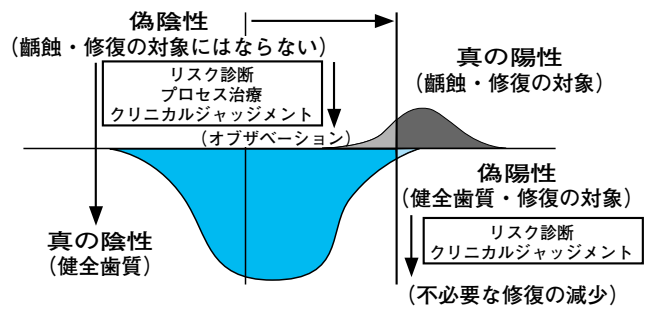 偽陰性
(齲蝕・修復の対象にはならない)
リスク診断
プロセス治療
クリニカルジャッジメント
(オブザベーション)
真の陽性
(齲蝕・修復の対象)
偽陽性
(健全歯質・修復の対象)
リスク診断
クリニカルジャッジメント
(不必要な修復の減少)
真の陰性
(健全歯質)